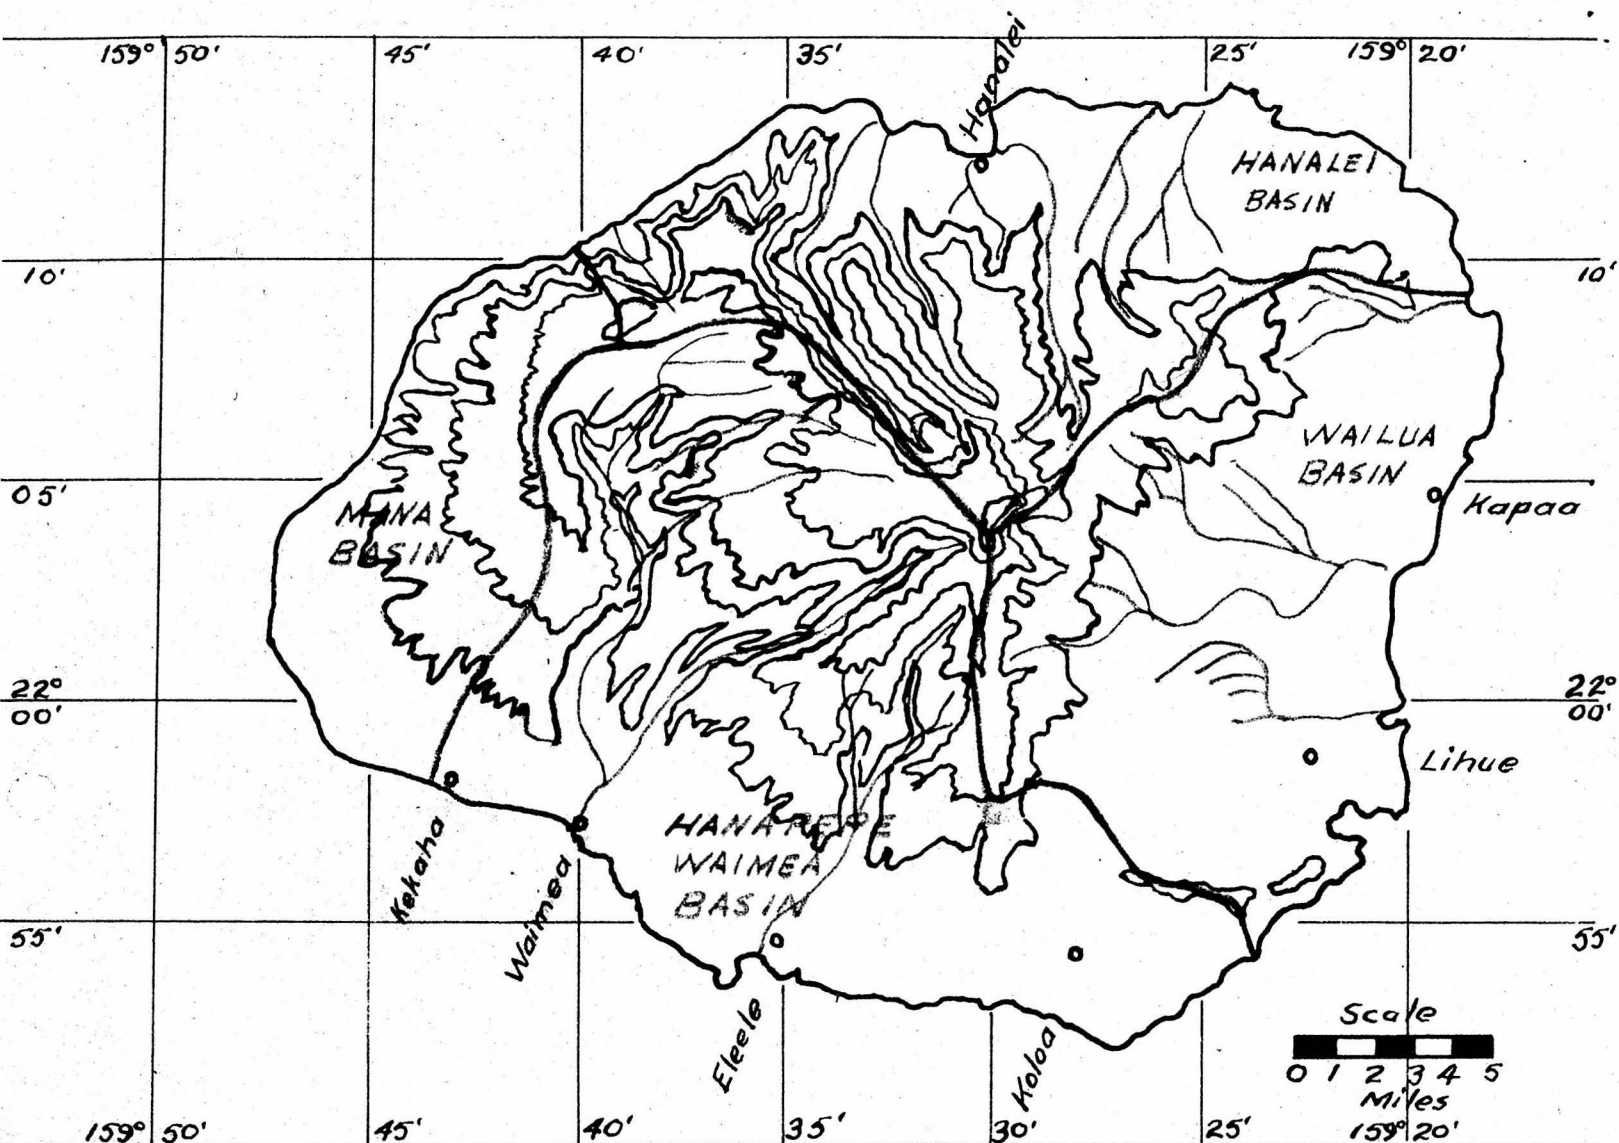 159° 50'
45'
40'
35'
Hanalei
25'
159° 20'
HANALEI
BASIN
10'
10'
WAILUA
BASIN
05'
Kapaa
MANA
BASIN
22°
00'
22°
00'
Lihue
Kekaha
Waimea
HANAPEPE
WAIMEA
BASIN
55'
55'
Eleele
Koloa
Scale
0 1 2 3 4 5
Miles
159° 50'
45'
40'
35'
30'
25'
159° 20'